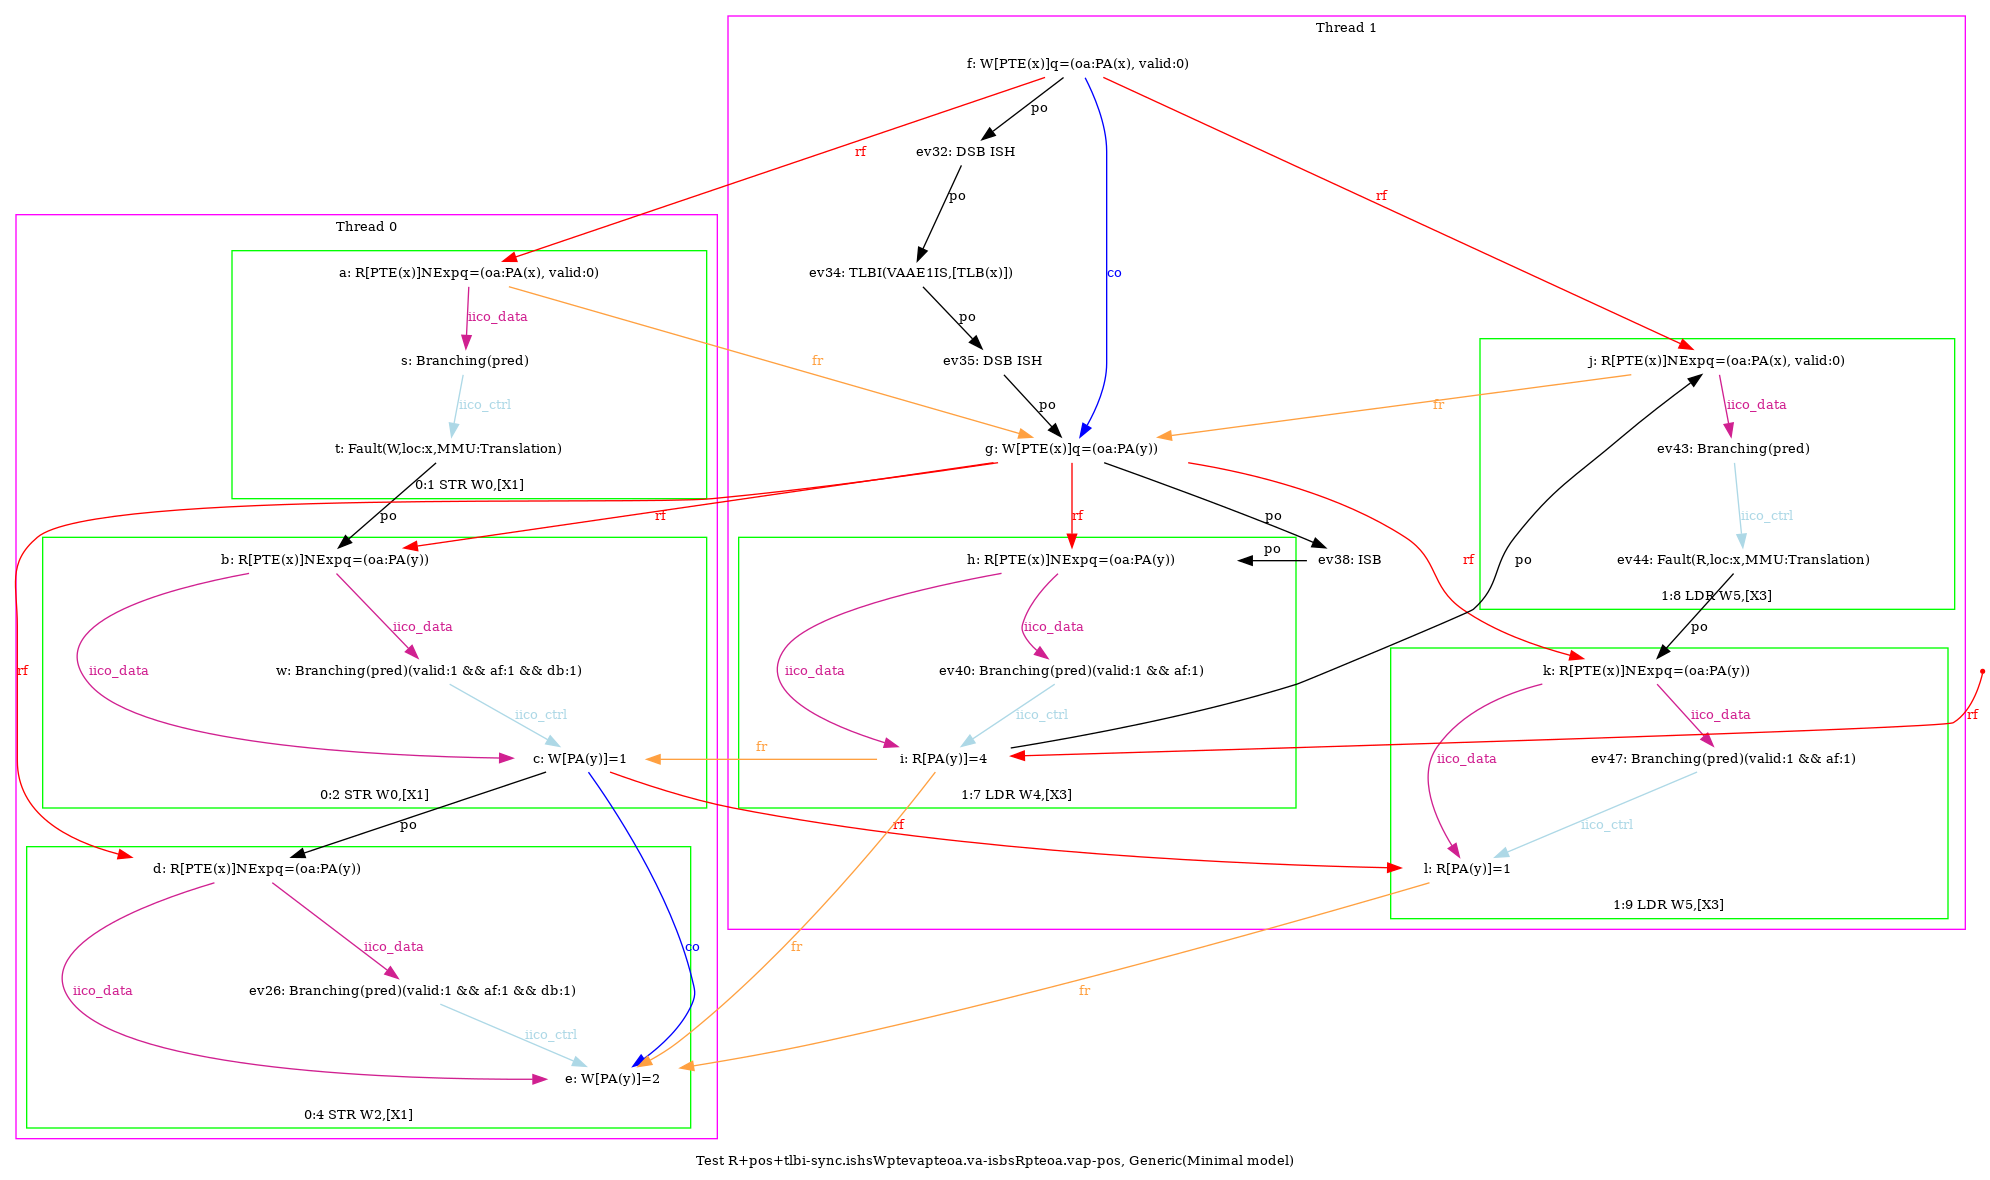 Thread 1
f: W[PTE(x)]q=(oa:PA(x), valid:0)
po
ev32: DSB ISH
rf
po
rf
Thread 0
a: R[PTE(x)]NExpq=(oa:PA(x), valid:0)
ev34: TLBI(VAAE1IS,[TLB(x)])
co
iico_data
po
s: Branching(pred)
fr
ev35: DSB ISH
j: R[PTE(x)]NExpq=(oa:PA(x), valid:0)
iico_ctrl
po
fr
iico_data
t: Fault(W,loc:x,MMU:Translation)
g: W[PTE(x)]q=(oa:PA(y))
ev43: Branching(pred)
0:1 STR W0,[X1]
po
rf
rf
po
iico_ctrl
b: R[PTE(x)]NExpq=(oa:PA(y))
h: R[PTE(x)]NExpq=(oa:PA(y))
po
ev38: ISB
rf
po
ev44: Fault(R,loc:x,MMU:Translation)
1:8 LDR W5,[X3]
iico_data
iico_data
po
rf
iico_data
w: Branching(pred)(valid:1 && af:1 && db:1)
iico_data
ev40: Branching(pred)(valid:1 && af:1)
k: R[PTE(x)]NExpq=(oa:PA(y))
iico_ctrl
iico_ctrl
iico_data
rf
c: W[PA(y)]=1
fr
i: R[PA(y)]=4
iico_data
ev47: Branching(pred)(valid:1 && af:1)
0:2 STR W0,[X1]
1:7 LDR W4,[X3]
po
rf
iico_ctrl
d: R[PTE(x)]NExpq=(oa:PA(y))
l: R[PA(y)]=1
1:9 LDR W5,[X3]
iico_data
co
fr
iico_data
ev26: Branching(pred)(valid:1 && af:1 && db:1)
fr
iico_ctrl
e: W[PA(y)]=2
0:4 STR W2,[X1]
Test R+pos+tlbi-sync.ishsWptevapteoa.va-isbsRpteoa.vap-pos, Generic(Minimal model)